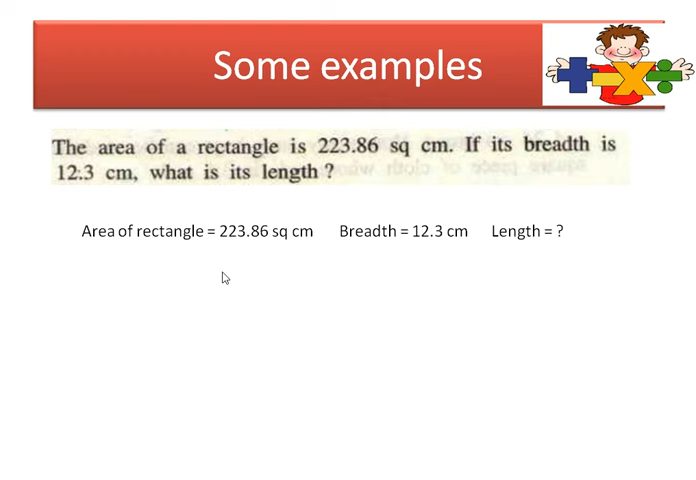 Some examples
The area of a rectangle is 223.86 sq cm. If its breadth is
12.3 cm, what is its length ?
Area of rectangle = 223.86 sq cm Breadth = 12.3 cm Length = ?